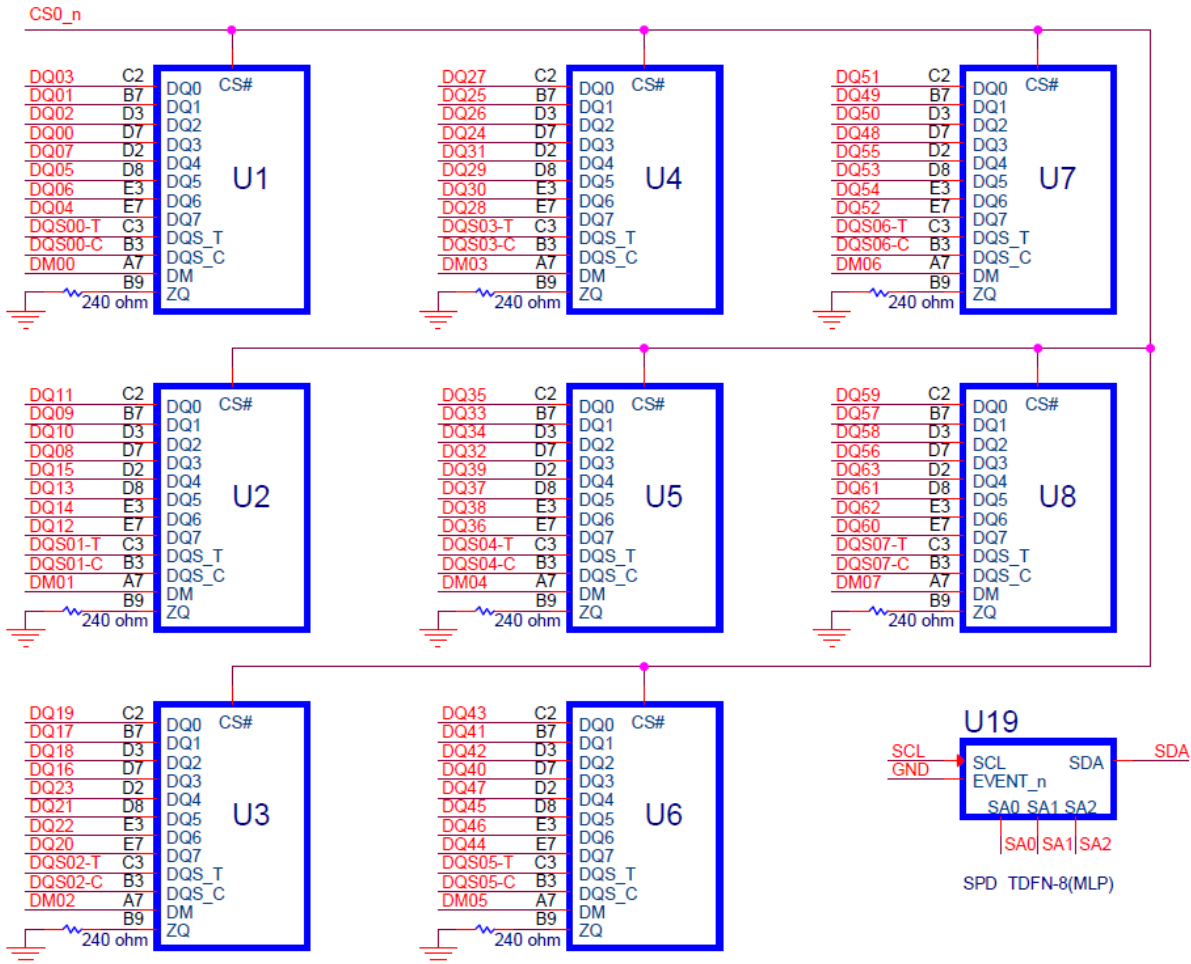 CS0_n
DQ03 C2 DQ0 CS#
DQ01 B7 DQ1
DQ02 D3 DQ2
DQ00 D7 DQ3
DQ07 D2 DQ4
DQ05 D8 DQ5
DQ06 E3 DQ6
DQ04 E7 DQ7
DQS00-T C3 DQS_T
DQS00-C B3 DQS_C
DM00 A7 DM
B9 ZQ
240 ohm
U1
DQ27 C2 DQ0 CS#
DQ25 B7 DQ1
DQ26 D3 DQ2
DQ24 D7 DQ3
DQ31 D2 DQ4
DQ29 D8 DQ5
DQ30 E3 DQ6
DQ28 E7 DQ7
DQS03-T C3 DQS_T
DQS03-C B3 DQS_C
DM03 A7 DM
B9 ZQ
240 ohm
U4
DQ51 C2 DQ0 CS#
DQ49 B7 DQ1
DQ50 D3 DQ2
DQ48 D7 DQ3
DQ55 D2 DQ4
DQ53 D8 DQ5
DQ54 E3 DQ6
DQ52 E7 DQ7
DQS06-T C3 DQS_T
DQS06-C B3 DQS_C
DM06 A7 DM
B9 ZQ
240 ohm
U7
DQ11 C2 DQ0 CS#
DQ09 B7 DQ1
DQ10 D3 DQ2
DQ08 D7 DQ3
DQ15 D2 DQ4
DQ13 D8 DQ5
DQ14 E3 DQ6
DQ12 E7 DQ7
DQS01-T C3 DQS_T
DQS01-C B3 DQS_C
DM01 A7 DM
B9 ZQ
240 ohm
U2
DQ35 C2 DQ0 CS#
DQ33 B7 DQ1
DQ34 D3 DQ2
DQ32 D7 DQ3
DQ39 D2 DQ4
DQ37 D8 DQ5
DQ38 E3 DQ6
DQ36 E7 DQ7
DQS04-T C3 DQS_T
DQS04-C B3 DQS_C
DM04 A7 DM
B9 ZQ
240 ohm
U5
DQ59 C2 DQ0 CS#
DQ57 B7 DQ1
DQ58 D3 DQ2
DQ56 D7 DQ3
DQ63 D2 DQ4
DQ61 D8 DQ5
DQ62 E3 DQ6
DQ60 E7 DQ7
DQS07-T C3 DQS_T
DQS07-C B3 DQS_C
DM07 A7 DM
B9 ZQ
240 ohm
U8
DQ19 C2 DQ0 CS#
DQ17 B7 DQ1
DQ18 D3 DQ2
DQ16 D7 DQ3
DQ23 D2 DQ4
DQ21 D8 DQ5
DQ22 E3 DQ6
DQ20 E7 DQ7
DQS02-T C3 DQS_T
DQS02-C B3 DQS_C
DM02 A7 DM
B9 ZQ
240 ohm
U3
DQ43 C2 DQ0 CS#
DQ41 B7 DQ1
DQ42 D3 DQ2
DQ40 D7 DQ3
DQ47 D2 DQ4
DQ45 D8 DQ5
DQ46 E3 DQ6
DQ44 E7 DQ7
DQS05-T C3 DQS_T
DQS05-C B3 DQS_C
DM05 A7 DM
B9 ZQ
240 ohm
U6
U19
SCL SCL SDA SDA
GND EVENT_n
SA0 SA1 SA2
SA0 SA1 SA2
SPD TDFN-8(MLP)